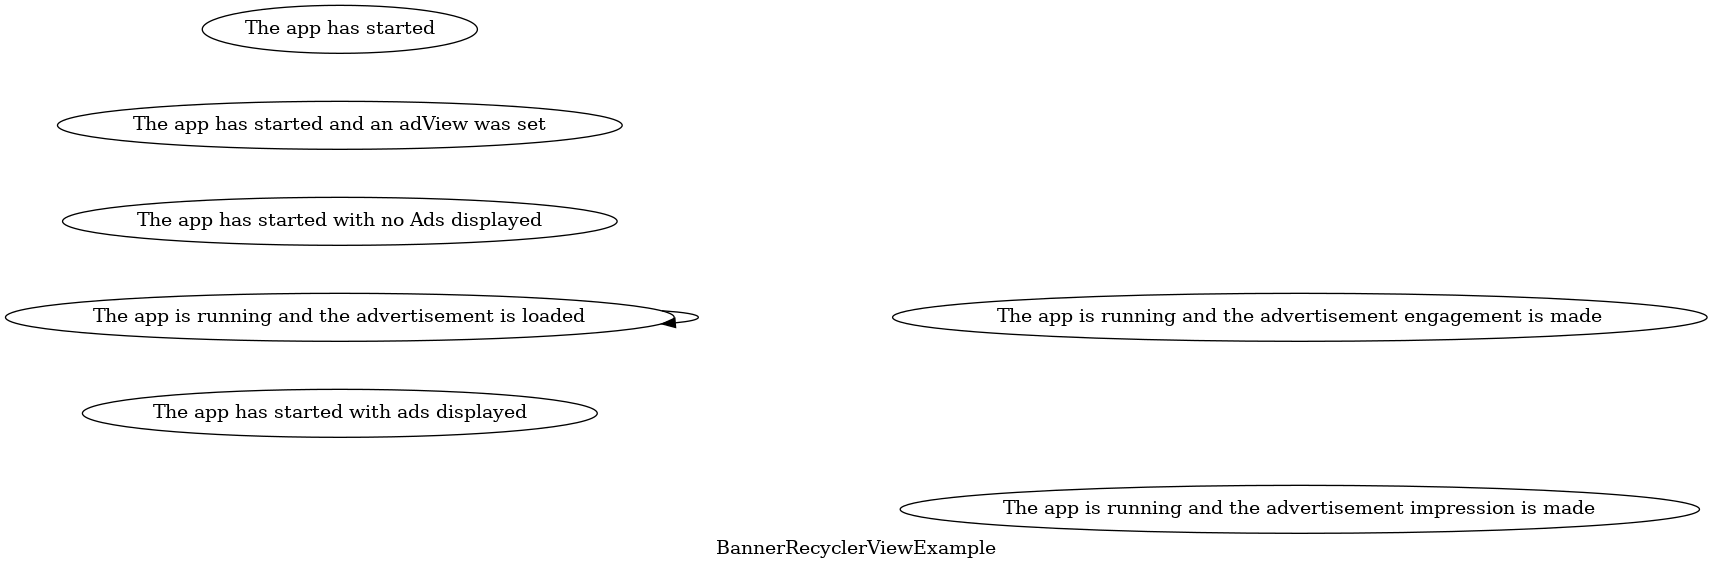 The app has started
The app has started and an adView was set
The app has started with no Ads displayed
The app is running and the advertisement is loaded
The app is running and the advertisement engagement is made
The app has started with ads displayed
The app is running and the advertisement impression is made
BannerRecyclerViewExample